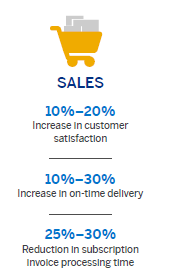 SALES
10%–20%
Increase in customer
satisfaction
10%–30%
Increase in on-time delivery
25%–30%
Reduction in subscription
invoice processing time